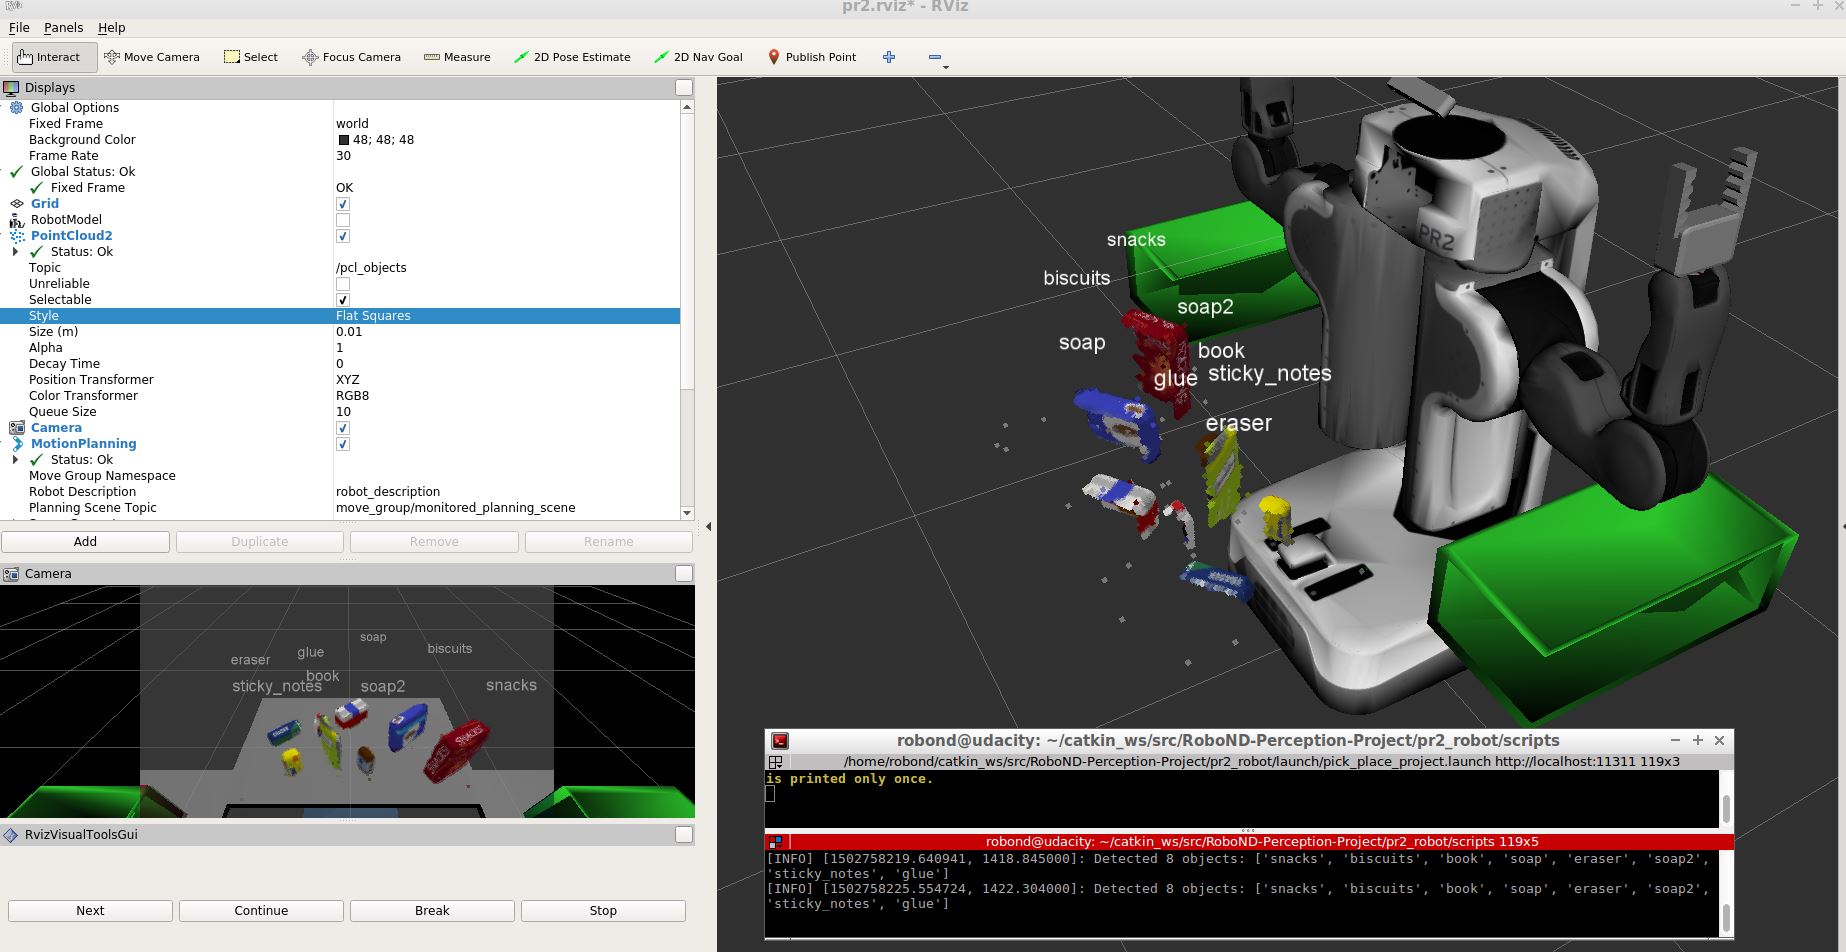 pr2.rviz* - RViz
File Panels Help
Interact Move Camera Select Focus Camera Measure 2D Pose Estimate 2D Nav Goal Publish Point
Displays
Global Options
Fixed Frame world
Background Color 48; 48; 48
Frame Rate 30
Global Status: Ok
Fixed Frame OK
Grid
RobotModel
PointCloud2
Status: Ok
Topic /pcl_objects
Unreliable
Selectable
Style Flat Squares
Size (m) 0.01
Alpha 1
Decay Time 0
Position Transformer XYZ
Color Transformer RGB8
Queue Size 10
Camera
MotionPlanning
Status: Ok
Move Group Namespace
Robot Description robot_description
Planning Scene Topic move_group/monitored_planning_scene
Add Duplicate Remove Rename
Camera
soap
glue
biscuits
eraser
book
sticky_notes
soap2
snacks
SNACKS
RvizVisualToolsGui
Next Continue Break Stop
snacks
biscuits
soap2
soap
book
glue sticky_notes
eraser
PR2
robond@udacity: ~/catkin_ws/src/RoboND-Perception-Project/pr2_robot/scripts
/home/robond/catkin_ws/src/RoboND-Perception-Project/pr2_robot/launch/pick_place_project.launch http://localhost:11311 119x3
is printed only once.
robond@udacity: ~/catkin_ws/src/RoboND-Perception-Project/pr2_robot/scripts 119x5
[INFO] [1502758219.640941, 1418.845000]: Detected 8 objects: ['snacks', 'biscuits', 'book', 'soap', 'eraser', 'soap2',
'sticky_notes', 'glue']
[INFO] [1502758225.554724, 1422.304000]: Detected 8 objects: ['snacks', 'biscuits', 'book', 'soap', 'eraser', 'soap2',
'sticky_notes', 'glue']